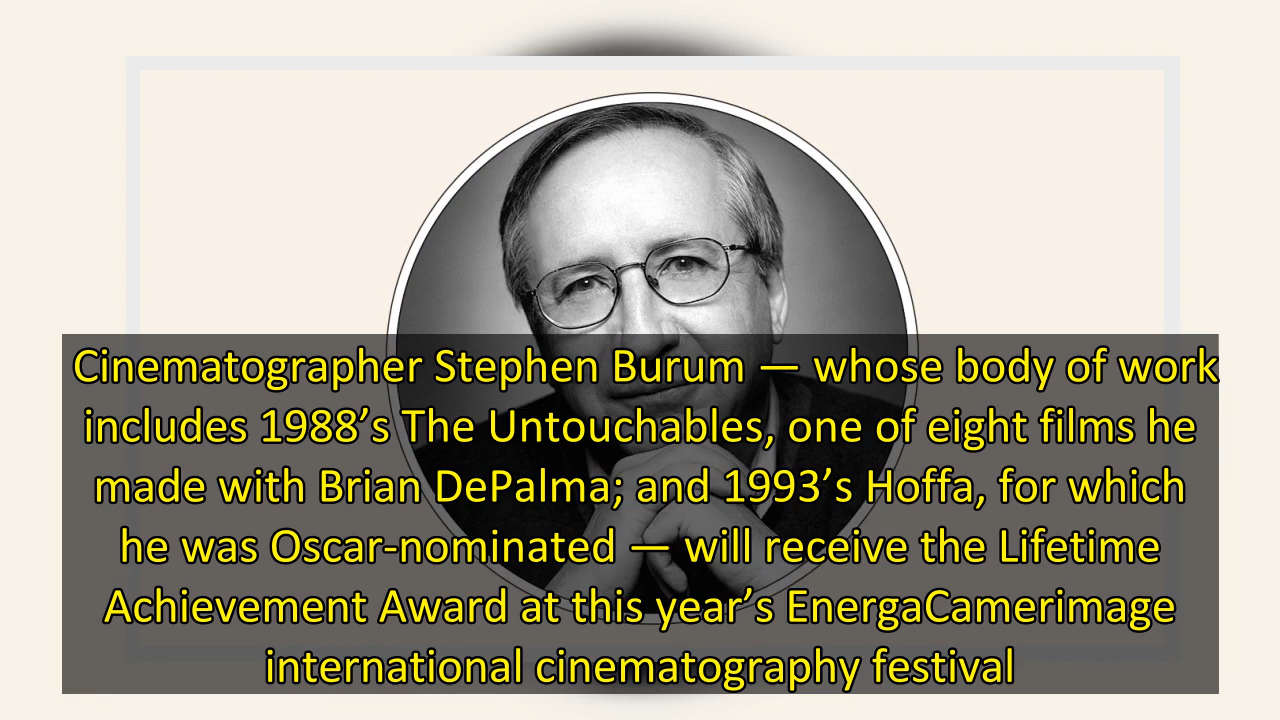 Cinematographer Stephen Burum — whose body of work
includes 1988’s The Untouchables, one of eight films he
made with Brian DePalma; and 1993’s Hoffa, for which
he was Oscar-nominated — will receive the Lifetime
Achievement Award at this year’s EnergaCamerimage
international cinematography festival